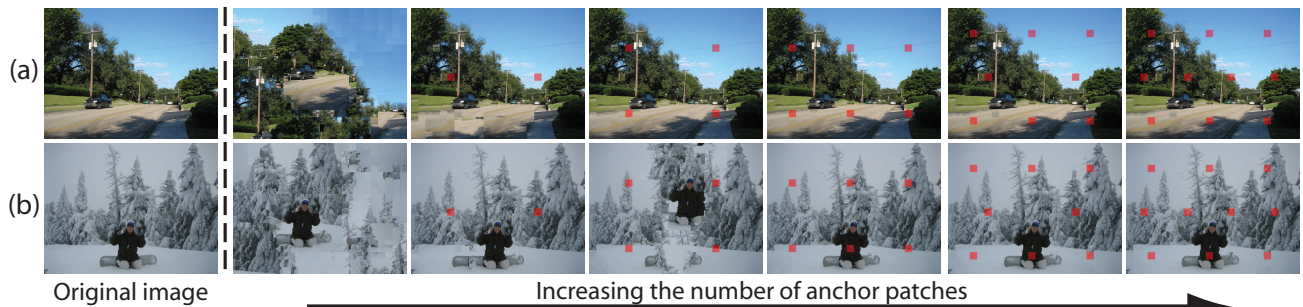 (a)
(b)
Original image
Increasing the number of anchor patches